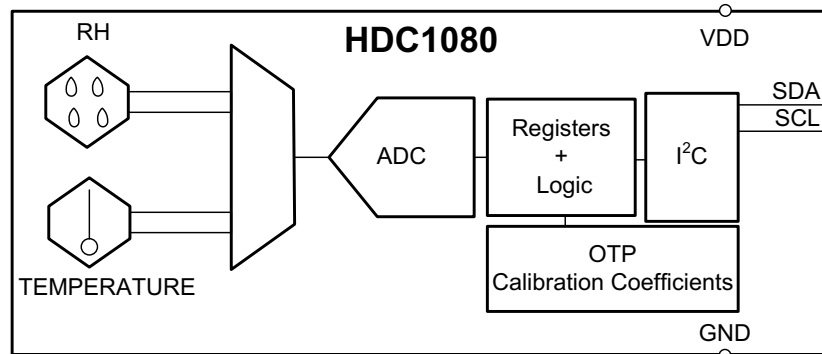 RH
HDC1080
VDD
SDA
SCL
ADC
Registers
+
Logic
I²C
OTP
Calibration Coefficients
TEMPERATURE
GND